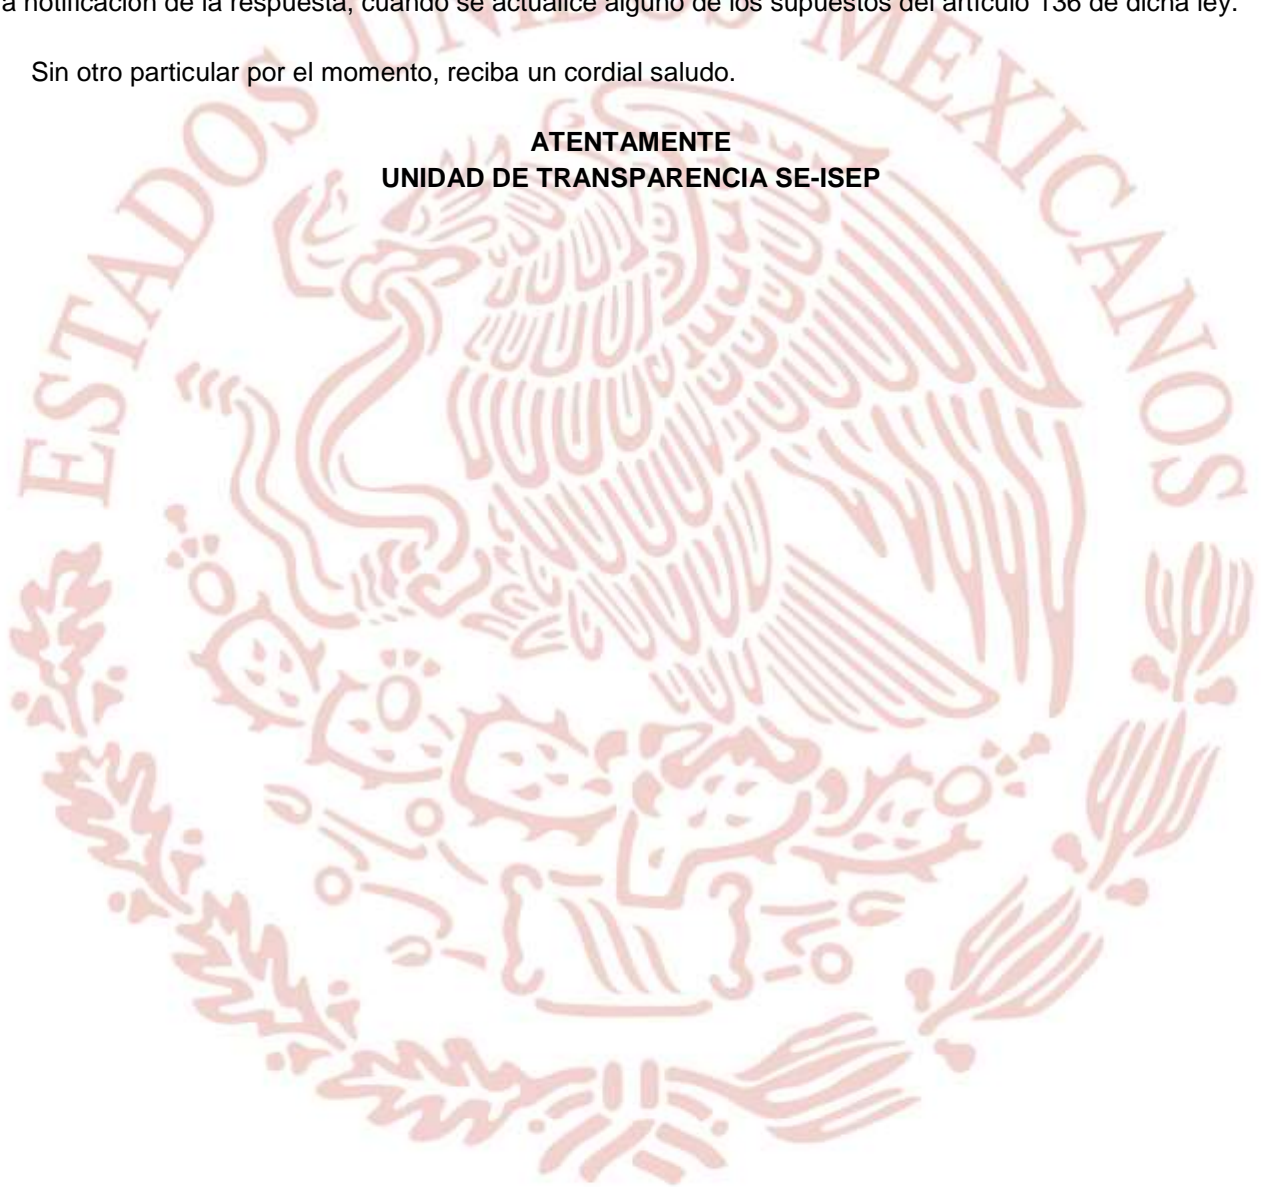 a notificación de la respuesta, cuando se actualice alguno de los supuestos del artículo 136 de dicha ley.
Sin otro particular por el momento, reciba un cordial saludo.
ATENTAMENTE
UNIDAD DE TRANSPARENCIA SE-ISEP
ESTADOS UNIDOS MEXICANOS